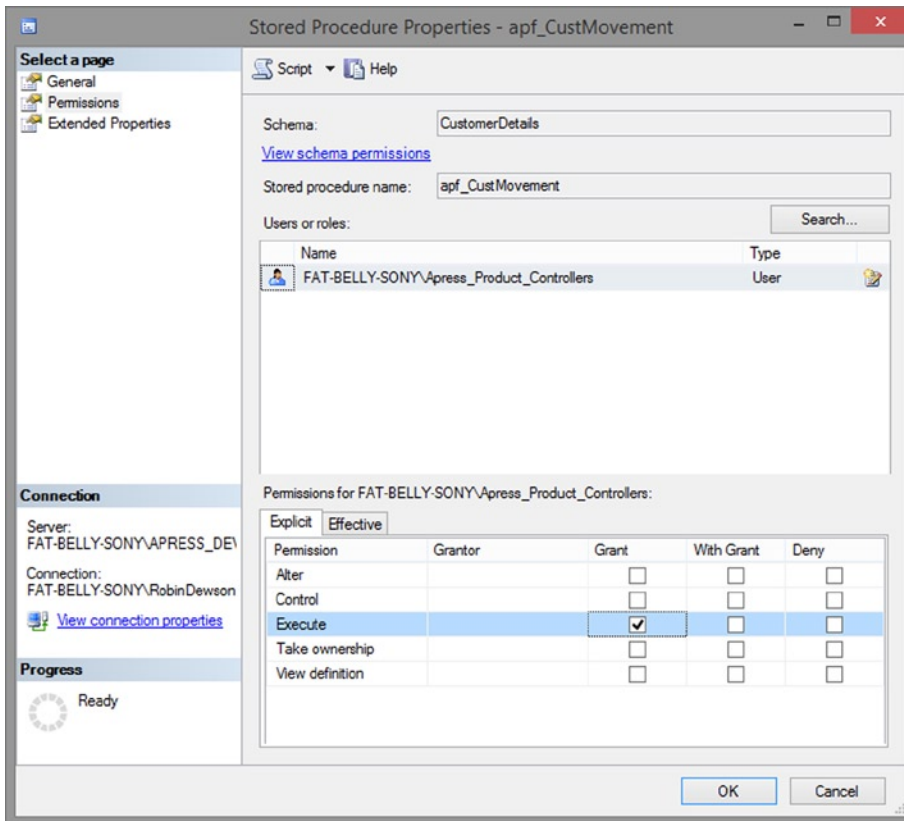 Stored Procedure Properties - apf_CustMovement
Select a page
General
Permissions
Extended Properties
Script Help
Schema: CustomerDetails
View schema permissions
Stored procedure name: apf_CustMovement
Users or roles: Search...
Name Type
FAT-BELLY-SONY\Apress_Product_Controllers User
Connection
Server:
FAT-BELLY-SONY\APRESS_DEV
Connection:
FAT-BELLY-SONY\RobinDewson
View connection properties
Progress
Ready
Permissions for FAT-BELLY-SONY\Apress_Product_Controllers:
Explicit Effective
Permission Grantor Grant With Grant Deny
Alter
Control
Execute
Take ownership
View definition
OK Cancel